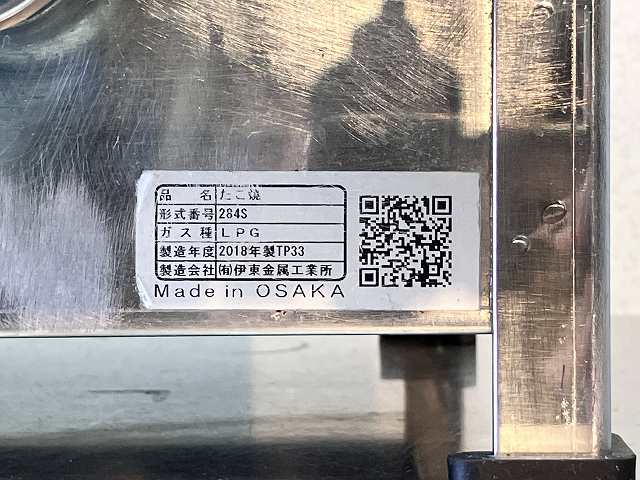 品 名 たこ焼
形式番号 284S
ガス種 LPG
製造年度 2018年製TP33
製造会社 ㈲伊東金属工業所
Made in OSAKA